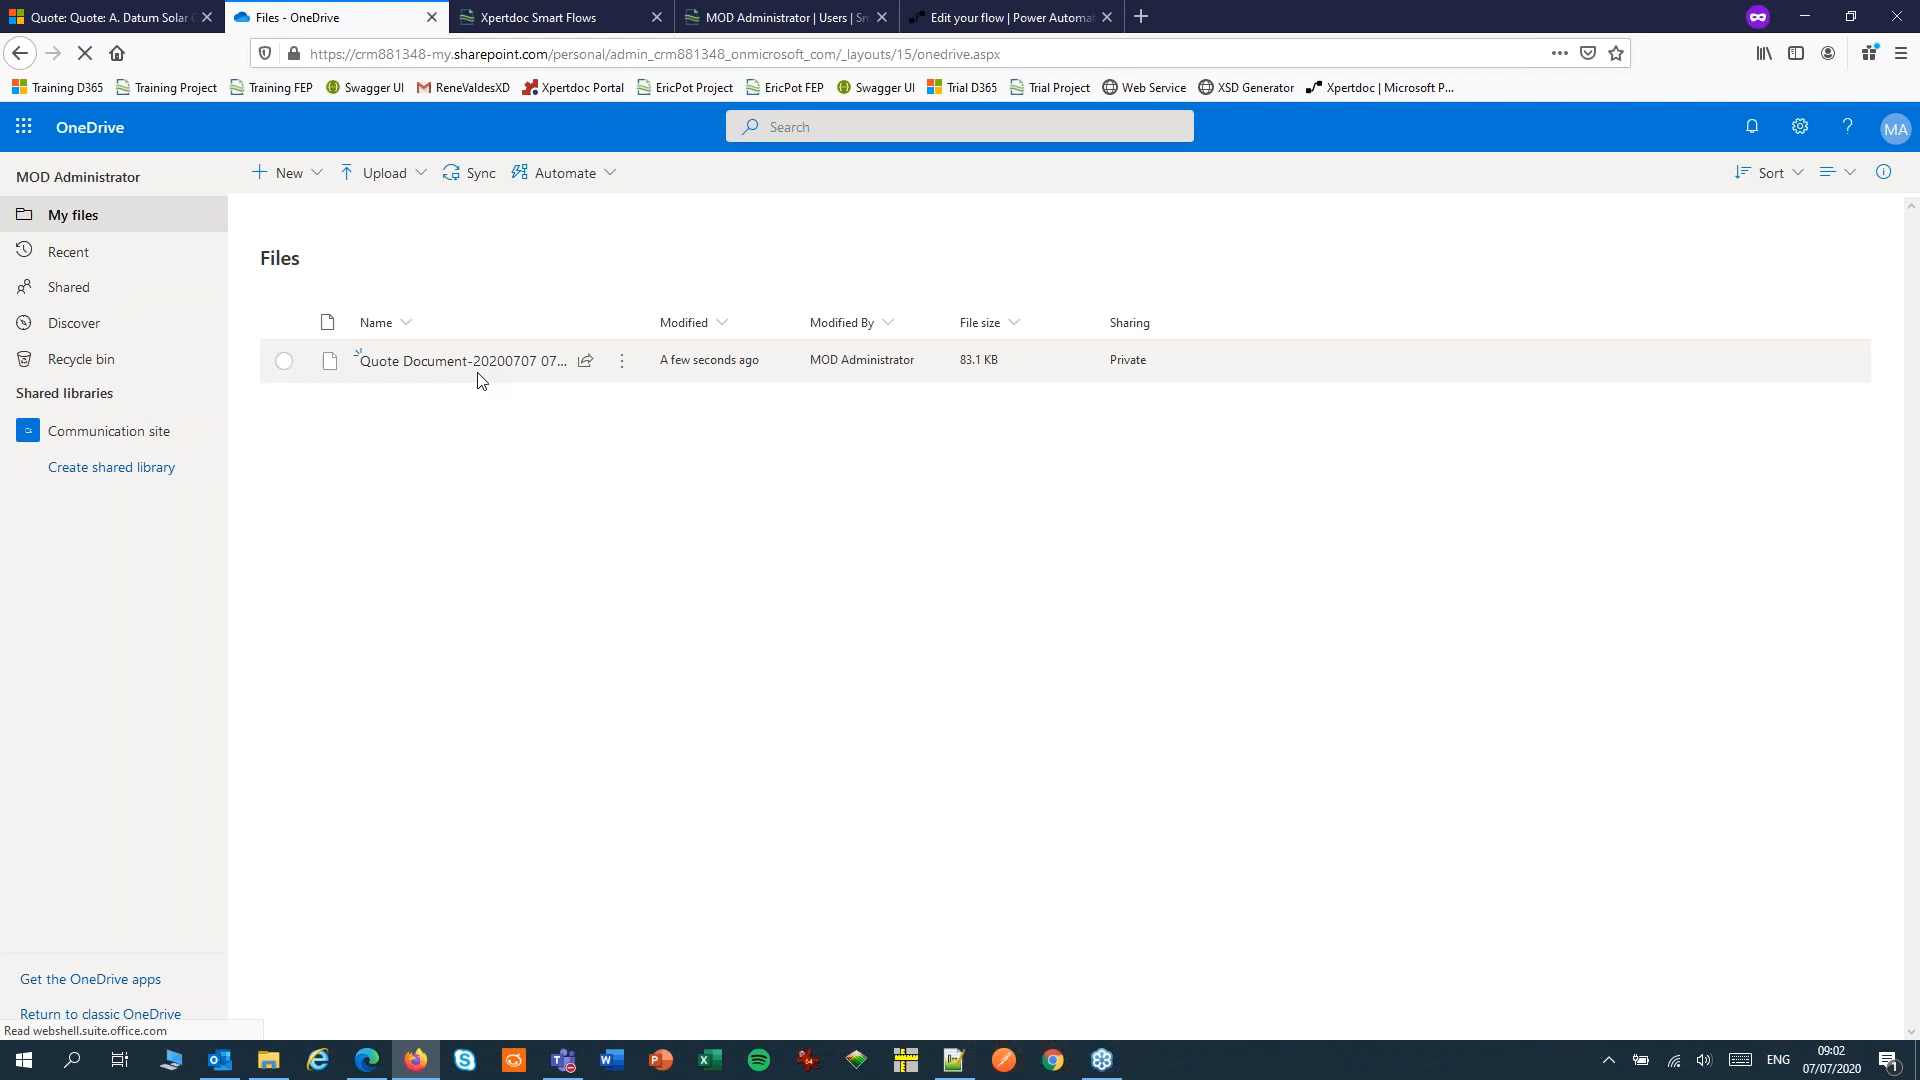 Quote: Quote: A. Datum Solar
Files - OneDrive
Xpertdoc Smart Flows
MOD Administrator | Users | Sm
Edit your flow | Power Automat
https://crm881348-my.sharepoint.com/personal/admin_crm881348_onmicrosoft_com/_layouts/15/onedrive.aspx
Training D365
Training Project
Training FEP
Swagger UI
ReneValdesXD
Xpertdoc Portal
EricPot Project
EricPot FEP
Swagger UI
Trial D365
Trial Project
Web Service
XSD Generator
Xpertdoc | Microsoft P...
OneDrive
Search
MA
MOD Administrator
New
Upload
Sync
Automate
Sort
My files
Recent
Shared
Discover
Recycle bin
Shared libraries
Communication site
Create shared library
Files
Name
Modified
Modified By
File size
Sharing
Quote Document-20200707 07...
A few seconds ago
MOD Administrator
83.1 KB
Private
Get the OneDrive apps
Return to classic OneDrive
Read webshell.suite.office.com
ENG
09:02
07/07/2020
1